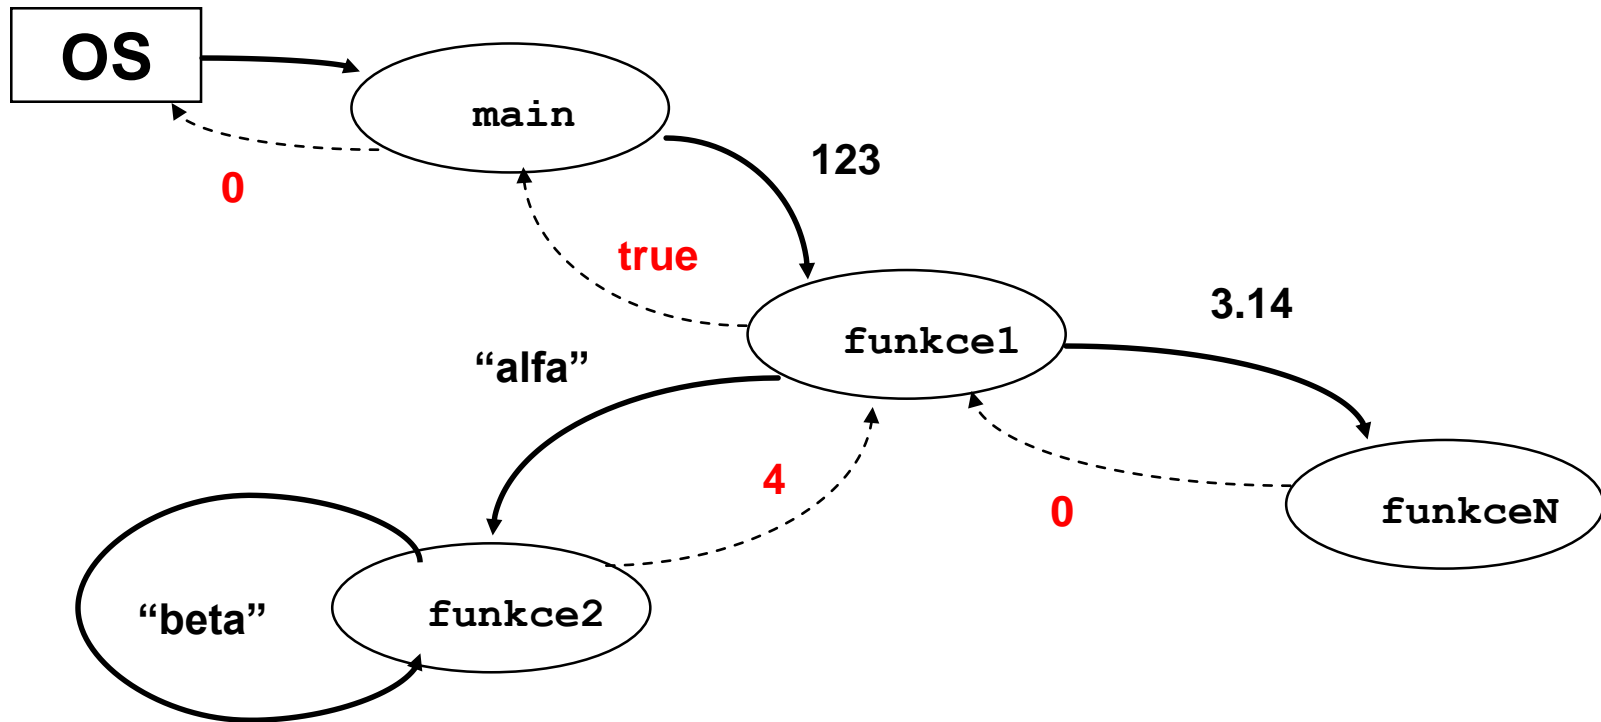 OS
main
123
0
true
3.14
funkce1
“alfa”
4
0
funkceN
“beta”
funkce2